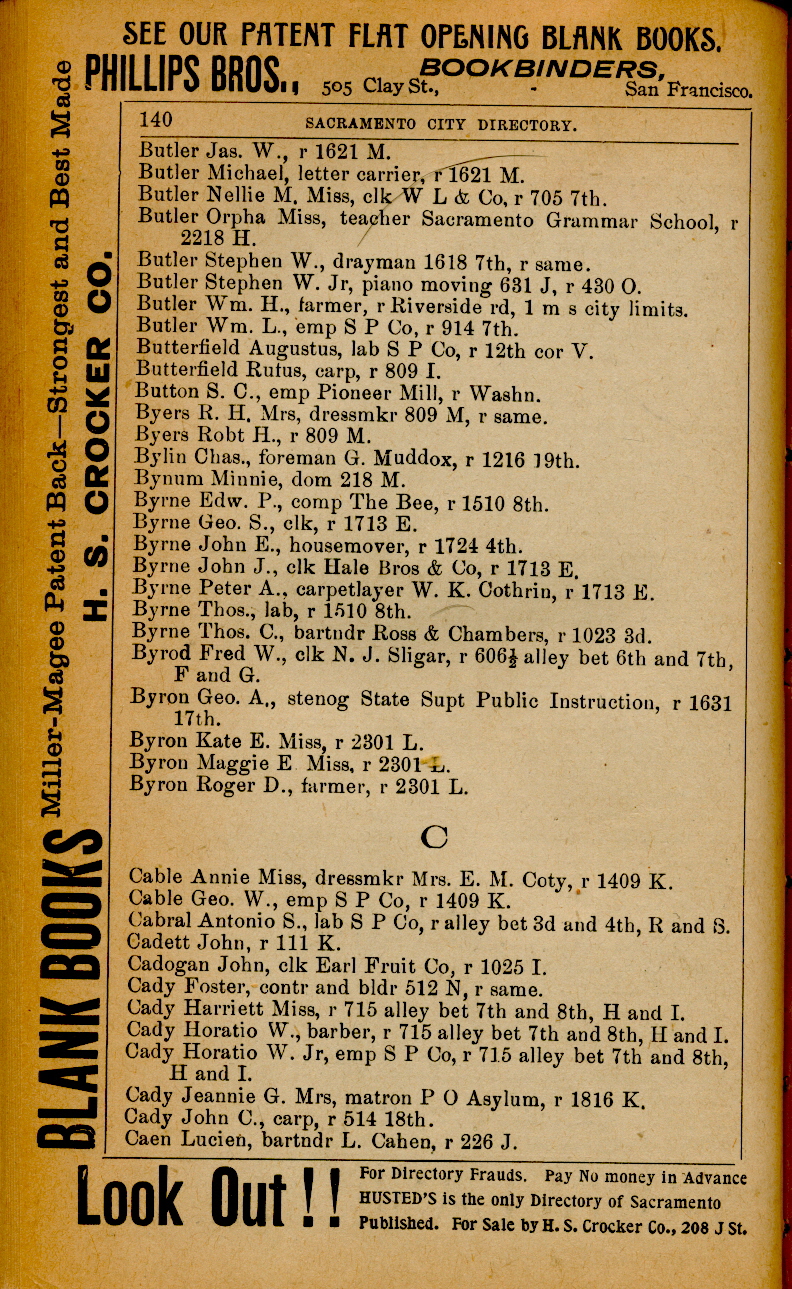 SEE OUR PATENT FLAT OPENING BLANK BOOKS.
PHILLIPS BROS., BOOKBINDERS,
505 Clay St., - San Francisco.
BLANK BOOKS Miller-Magee Patent Back—Strongest and Best Made
H. S. CROCKER CO.
140 SACRAMENTO CITY DIRECTORY.
Butler Jas. W., r 1621 M.
Butler Michael, letter carrier, r 1621 M.
Butler Nellie M. Miss, clk W L & Co, r 705 7th.
Butler Orpha Miss, teacher Sacramento Grammar School, r
2218 H.
Butler Stephen W., drayman 1618 7th, r same.
Butler Stephen W. Jr, piano moving 631 J, r 430 O.
Butler Wm. H., farmer, r Riverside rd, 1 m s city limits.
Butler Wm. L., emp S P Co, r 914 7th.
Butterfield Augustus, lab S P Co, r 12th cor V.
Butterfield Rufus, carp, r 809 I.
Button S. C., emp Pioneer Mill, r Washn.
Byers R. H. Mrs, dressmkr 809 M, r same.
Byers Robt H., r 809 M.
Bylin Chas., foreman G. Muddox, r 1216 19th.
Bynum Minnie, dom 218 M.
Byrne Edw. P., comp The Bee, r 1510 8th.
Byrne Geo. S., clk, r 1713 E.
Byrne John E., housemover, r 1724 4th.
Byrne John J., clk Hale Bros & Co, r 1713 E.
Byrne Peter A., carpetlayer W. K. Cothrin, r 1713 E.
Byrne Thos., lab, r 1510 8th.
Byrne Thos. C., bartndr Ross & Chambers, r 1023 3d.
Byrod Fred W., clk N. J. Sligar, r 606½ alley bet 6th and 7th,
F and G.
Byron Geo. A., stenog State Supt Public Instruction, r 1631
17th.
Byron Kate E. Miss, r 2301 L.
Byron Maggie E Miss, r 2301 L.
Byron Roger D., farmer, r 2301 L.
C
Cable Annie Miss, dressmkr Mrs. E. M. Coty, r 1409 K.
Cable Geo. W., emp S P Co, r 1409 K.
Cabral Antonio S., lab S P Co, r alley bet 3d and 4th, R and S.
Cadett John, r 111 K.
Cadogan John, clk Earl Fruit Co, r 1025 I.
Cady Foster, contr and bldr 512 N, r same.
Cady Harriett Miss, r 715 alley bet 7th and 8th, H and I.
Cady Horatio W., barber, r 715 alley bet 7th and 8th, H and I.
Cady Horatio W. Jr, emp S P Co, r 715 alley bet 7th and 8th,
H and I.
Cady Jeannie G. Mrs, matron P O Asylum, r 1816 K.
Cady John C., carp, r 514 18th.
Caen Lucien, bartndr L. Cahen, r 226 J.
Look Out!!
For Directory Frauds. Pay No money in Advance
HUSTED'S is the only Directory of Sacramento
Published. For Sale by H. S. Crocker Co., 208 J St.